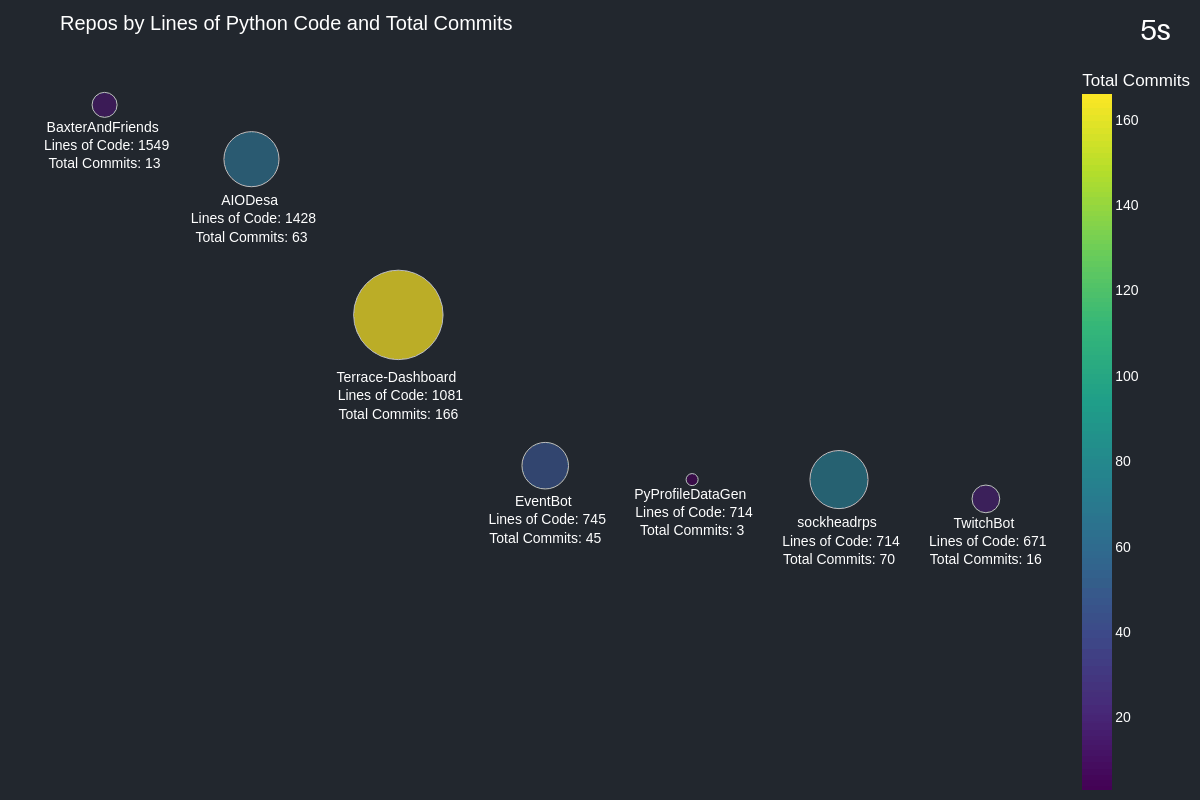 Repos by Lines of Python Code and Total Commits
5s
BaxterAndFriends
Lines of Code: 1549
Total Commits: 13
AIODesa
Lines of Code: 1428
Total Commits: 63
Terrace-Dashboard
Lines of Code: 1081
Total Commits: 166
EventBot
Lines of Code: 745
Total Commits: 45
PyProfileDataGen
Lines of Code: 714
Total Commits: 3
sockheadrps
Lines of Code: 714
Total Commits: 70
TwitchBot
Lines of Code: 671
Total Commits: 16
Total Commits
160
140
120
100
80
60
40
20